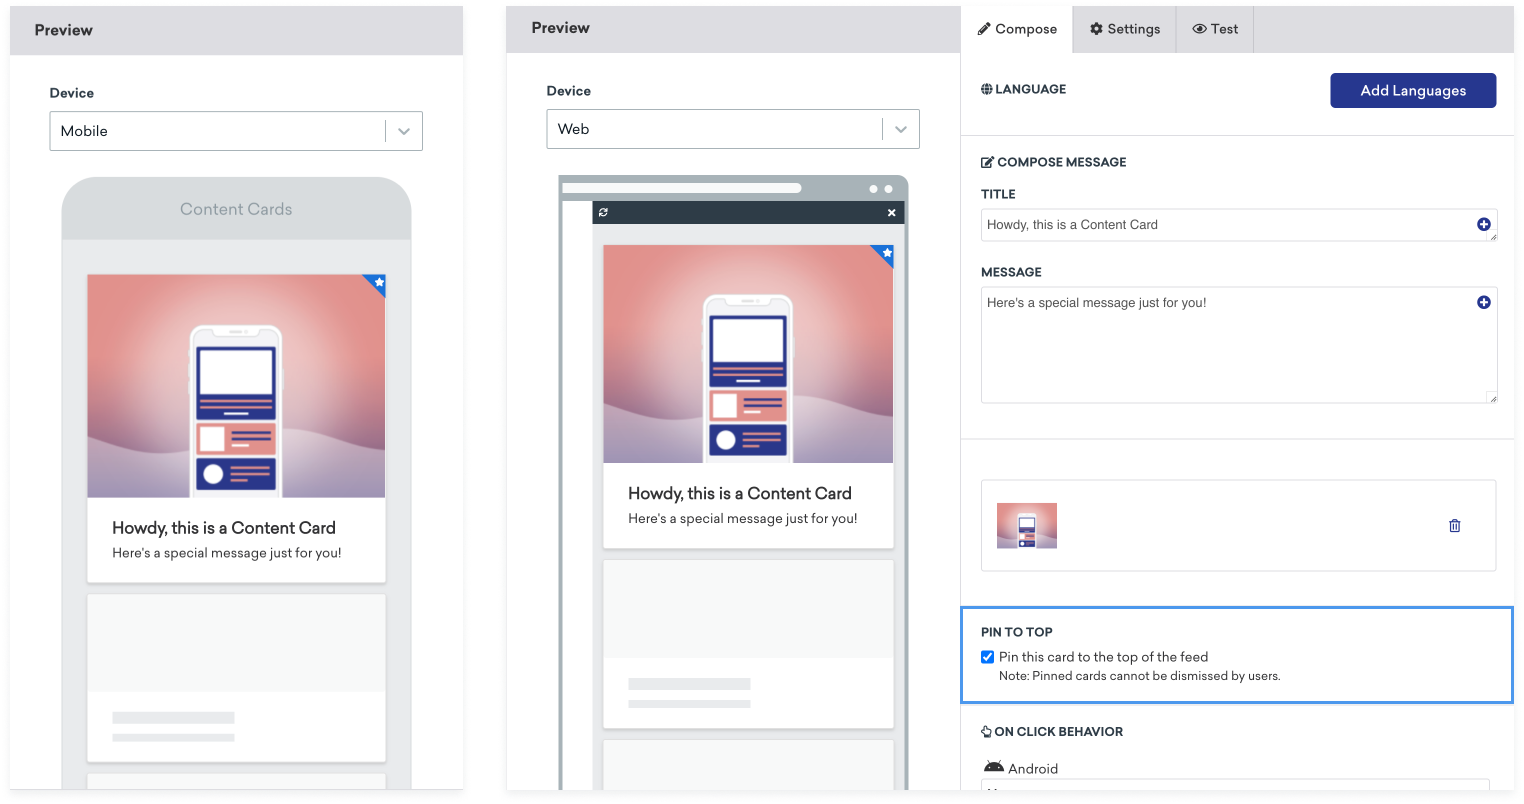 Preview
Device
Mobile
Content Cards
Howdy, this is a Content Card
Here's a special message just for you!
Preview
Device
Web
Howdy, this is a Content Card
Here's a special message just for you!
Compose
Settings
Test
LANGUAGE
Add Languages
COMPOSE MESSAGE
TITLE
Howdy, this is a Content Card
MESSAGE
Here's a special message just for you!
PIN TO TOP
Pin this card to the top of the feed
Note: Pinned cards cannot be dismissed by users.
ON CLICK BEHAVIOR
Android